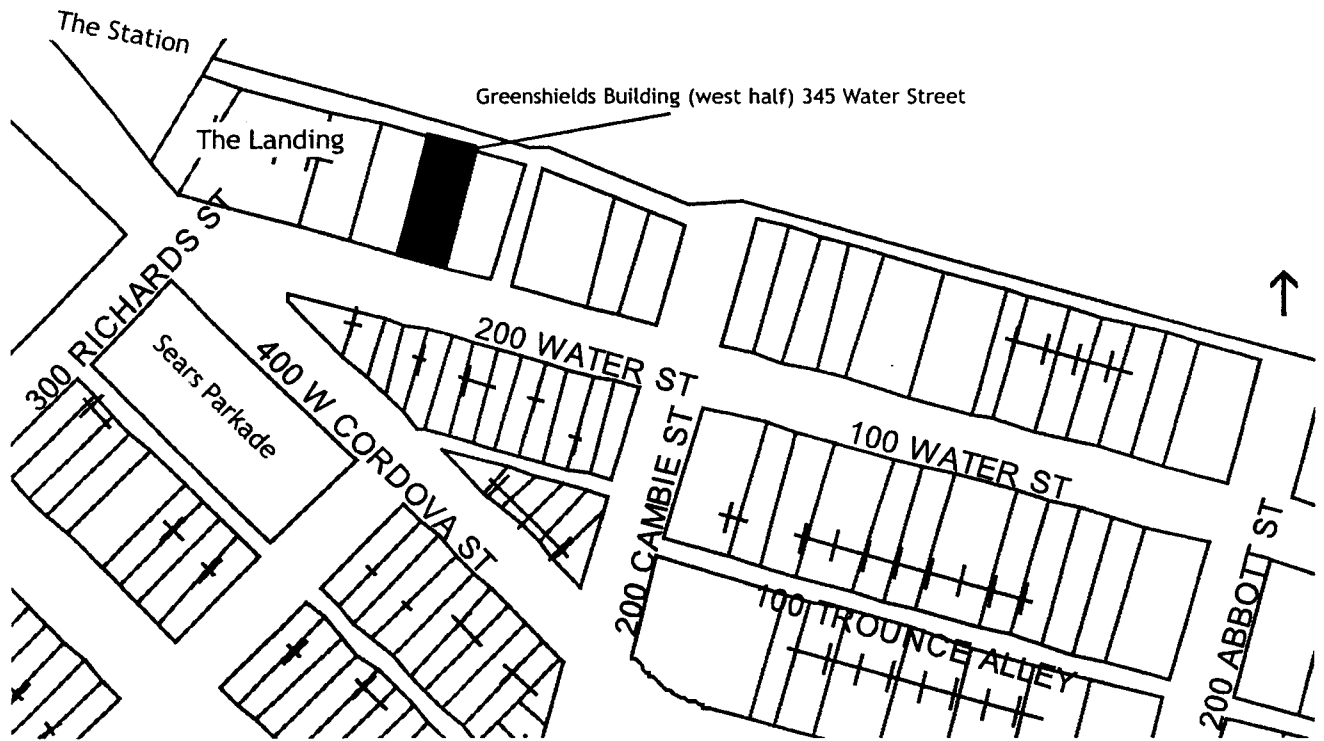 The Station
Greenshields Building (west half) 345 Water Street
The Landing
300 RICHARDS ST
Sears Parkade
400 W CORDOVA ST
200 WATER ST
200 CAMBIE ST
100 WATER ST
100 TROUNCE ALLEY
200 ABBOTT ST